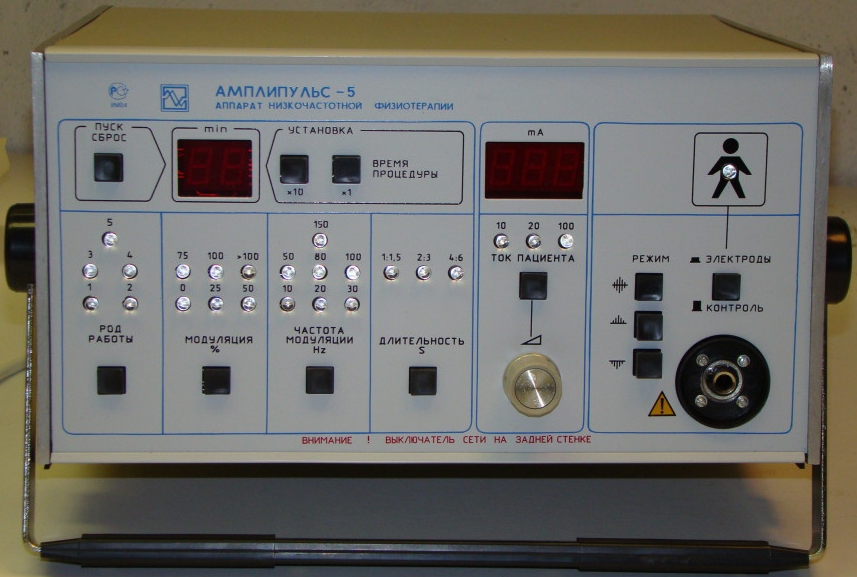 АМПЛИПУЛЬС-5
АППАРАТ НИЗКОЧАСТОТНОЙ ФИЗИОТЕРАПИИ
ПУСК
СБРОС
min
УСТАНОВКА
×10
×1
ВРЕМЯ
ПРОЦЕДУРЫ
mA
5
3 4
1 2
РОД
РАБОТЫ
75 100 >100
0 25 50
МОДУЛЯЦИЯ
%
150
50 80 100
10 20 30
ЧАСТОТА
МОДУЛЯЦИИ
Hz
1:1,5 2:3 4:6
ДЛИТЕЛЬНОСТЬ
S
10 20 100
ТОК ПАЦИЕНТА
РЕЖИМ
ЭЛЕКТРОДЫ
КОНТРОЛЬ
ВНИМАНИЕ ! ВЫКЛЮЧАТЕЛЬ СЕТИ НА ЗАДНЕЙ СТЕНКЕ